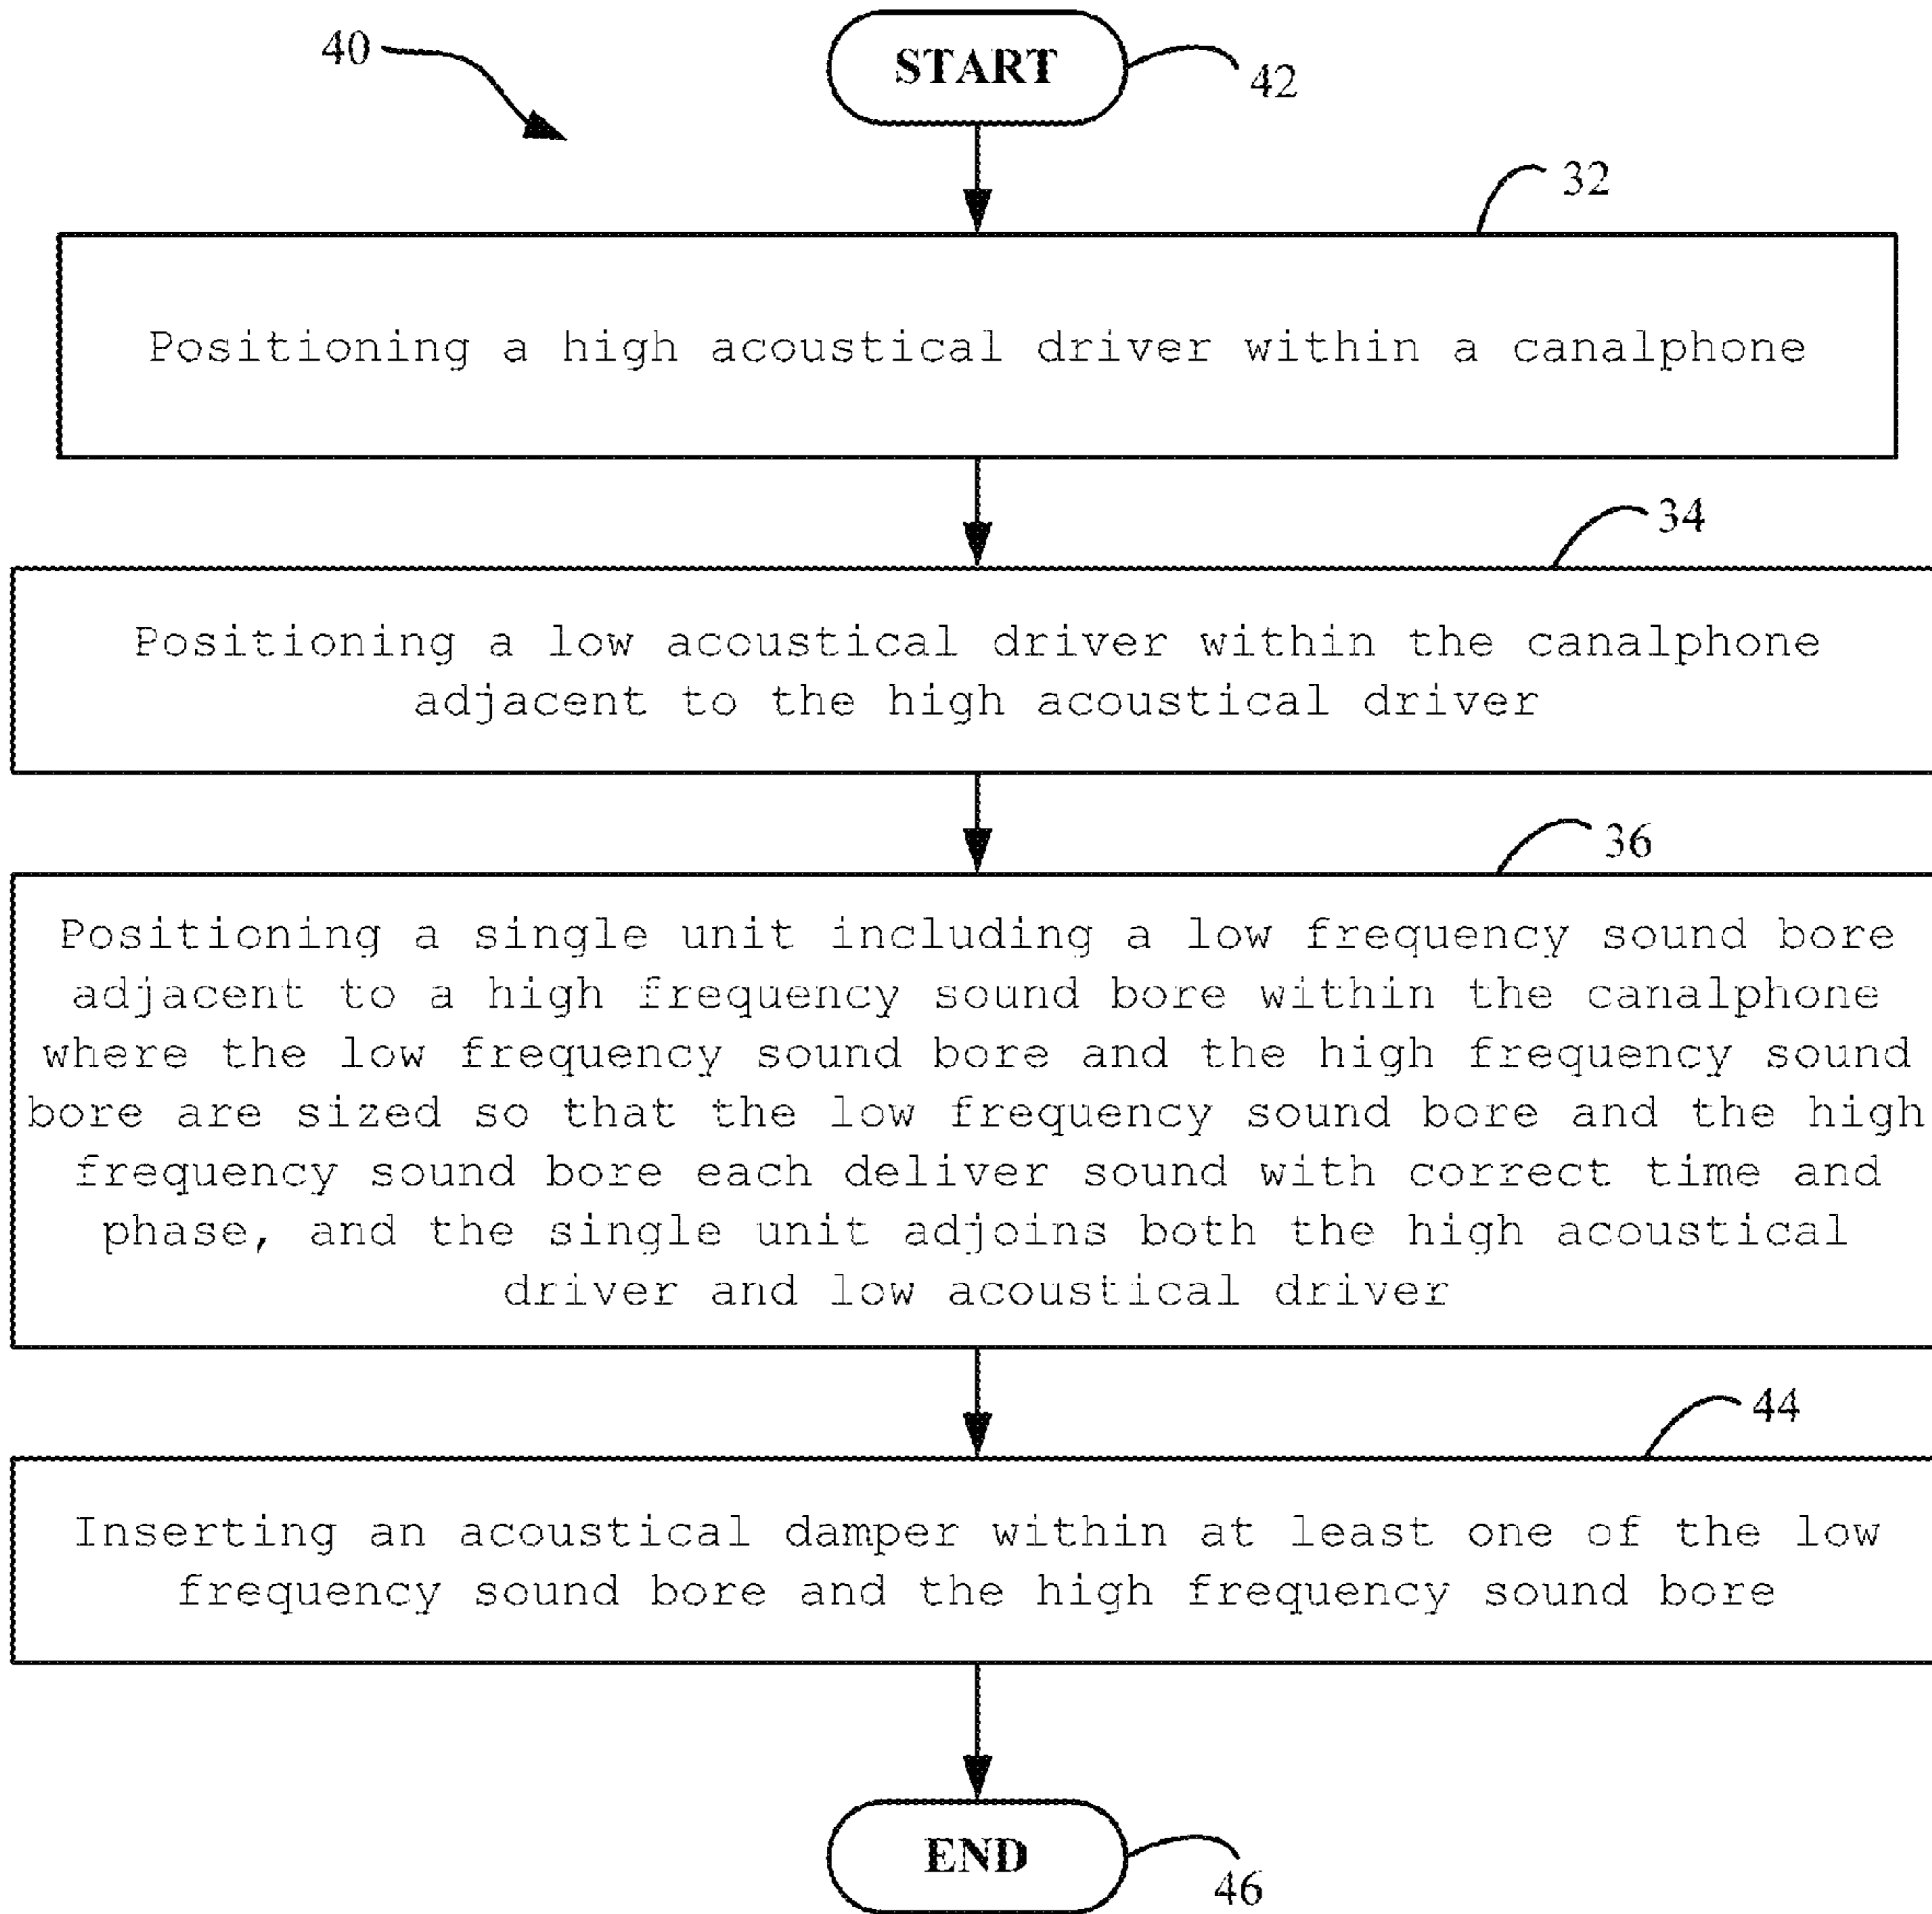 40
START
42
32
Positioning a high acoustical driver within a canalphone
34
Positioning a low acoustical driver within the canalphone
adjacent to the high acoustical driver
36
Positioning a single unit including a low frequency sound bore
adjacent to a high frequency sound bore within the canalphone
where the low frequency sound bore and the high frequency sound
bore are sized so that the low frequency sound bore and the high
frequency sound bore each deliver sound with correct time and
phase, and the single unit adjoins both the high acoustical
driver and low acoustical driver
44
Inserting an acoustical damper within at least one of the low
frequency sound bore and the high frequency sound bore
END
46